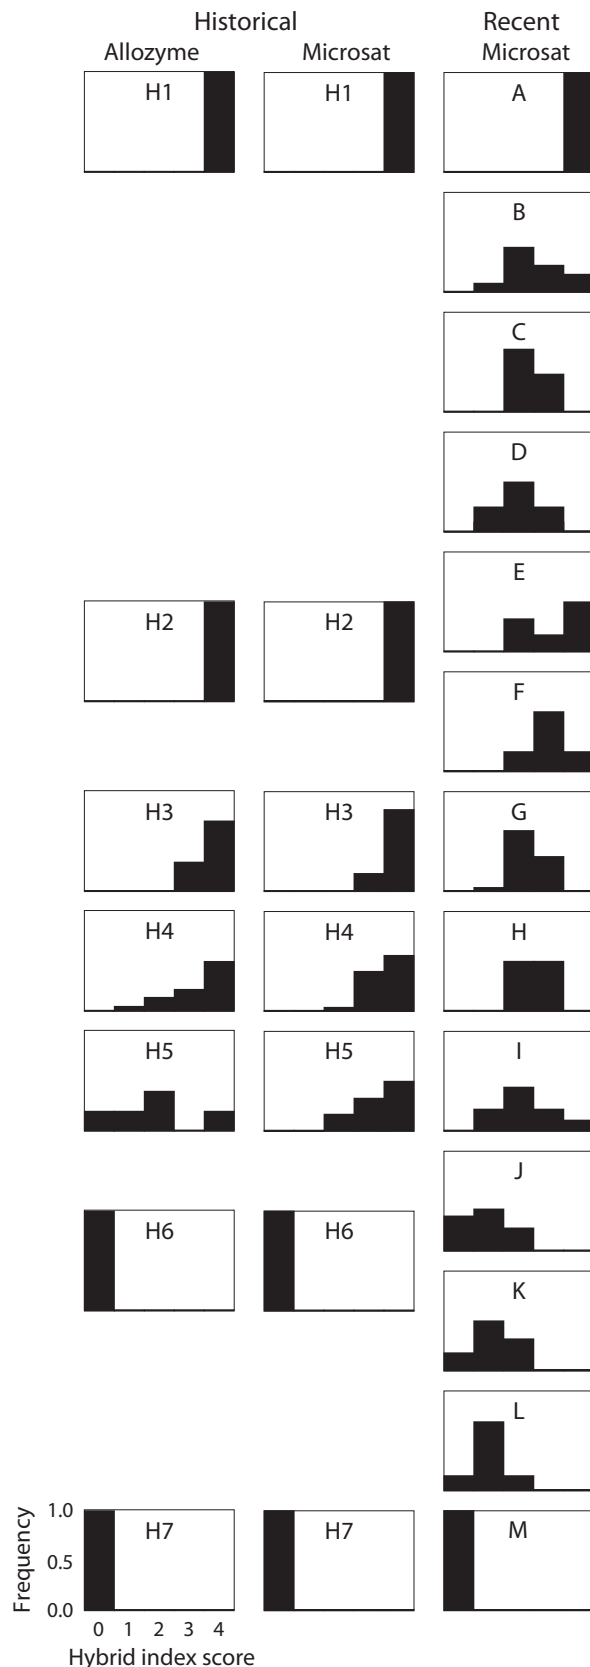 Historical Recent
Allozyme Microsat Microsat
H1 H1 A
B
C
D
E
H2 H2
F
H3 H3 G
H4 H4 H
H5 H5 I
J
H6 H6
K
L
1.0
H7 H7 M
0.5
0.0
Frequency
0 1 2 3 4
Hybrid index score